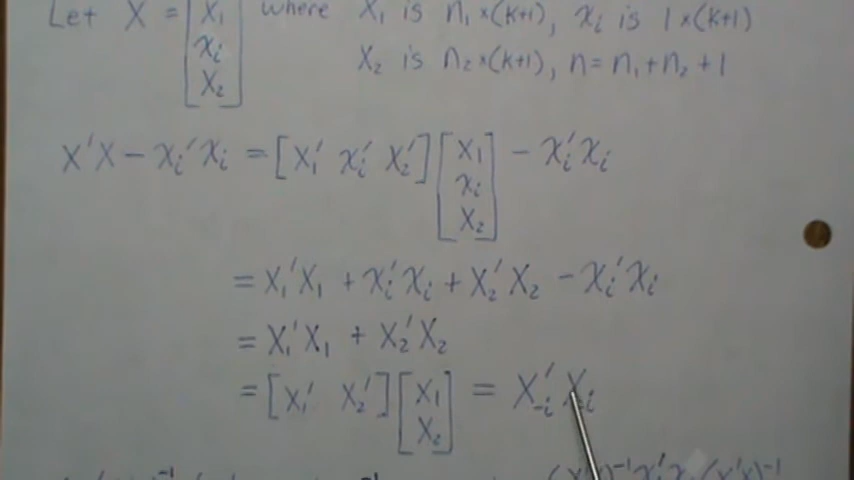 Let X = [X₁ xᵢ X₂] where X₁ is n₁×(k+1), xᵢ is 1×(k+1)
X₂ is n₂×(k+1), n = n₁+n₂+1
X'X − xᵢ'xᵢ = [X₁' xᵢ' X₂'] [X₁ xᵢ X₂] − xᵢ'xᵢ
= X₁'X₁ + xᵢ'xᵢ + X₂'X₂ − xᵢ'xᵢ
= X₁'X₁ + X₂'X₂
= [X₁' X₂'] [X₁ X₂] = X₋ᵢ'X₋ᵢ